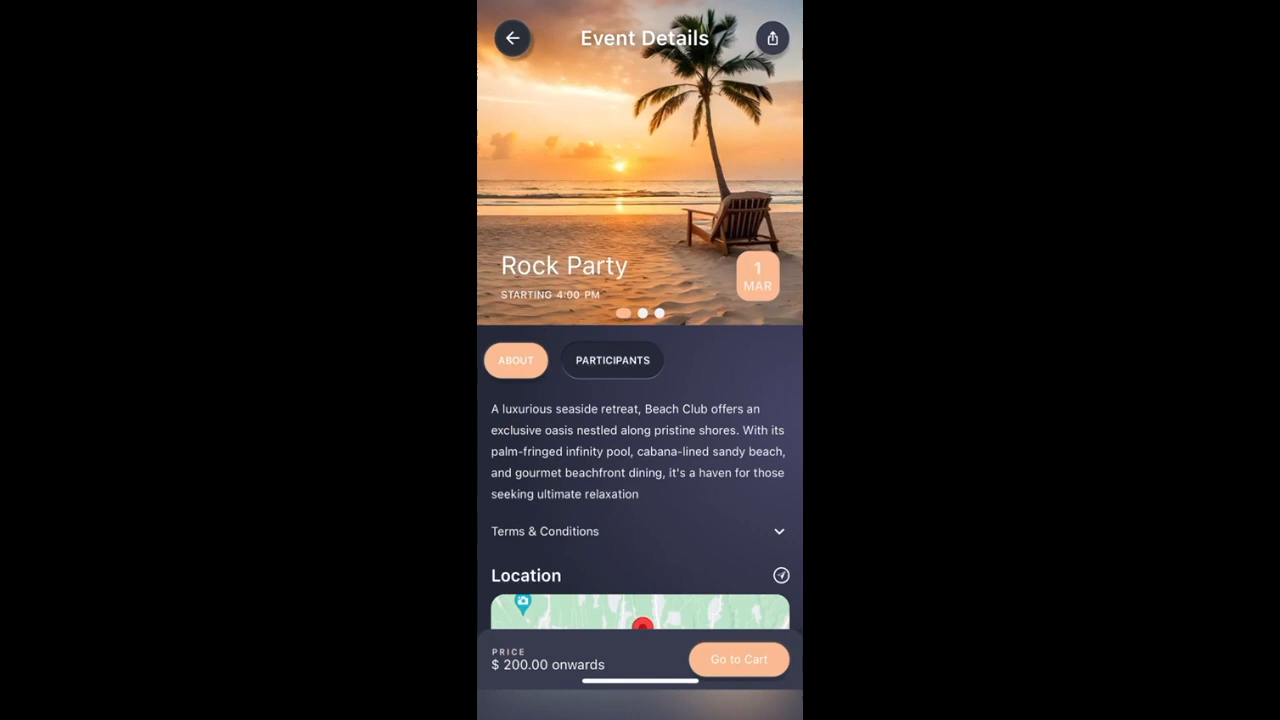 Event Details
Rock Party
STARTING 4:00 PM
1
MAR
ABOUT
PARTICIPANTS
A luxurious seaside retreat, Beach Club offers an
exclusive oasis nestled along pristine shores. With its
palm-fringed infinity pool, cabana-lined sandy beach,
and gourmet beachfront dining, it's a haven for those
seeking ultimate relaxation
Terms & Conditions
Location
PRICE
$ 200.00 onwards
Go to Cart